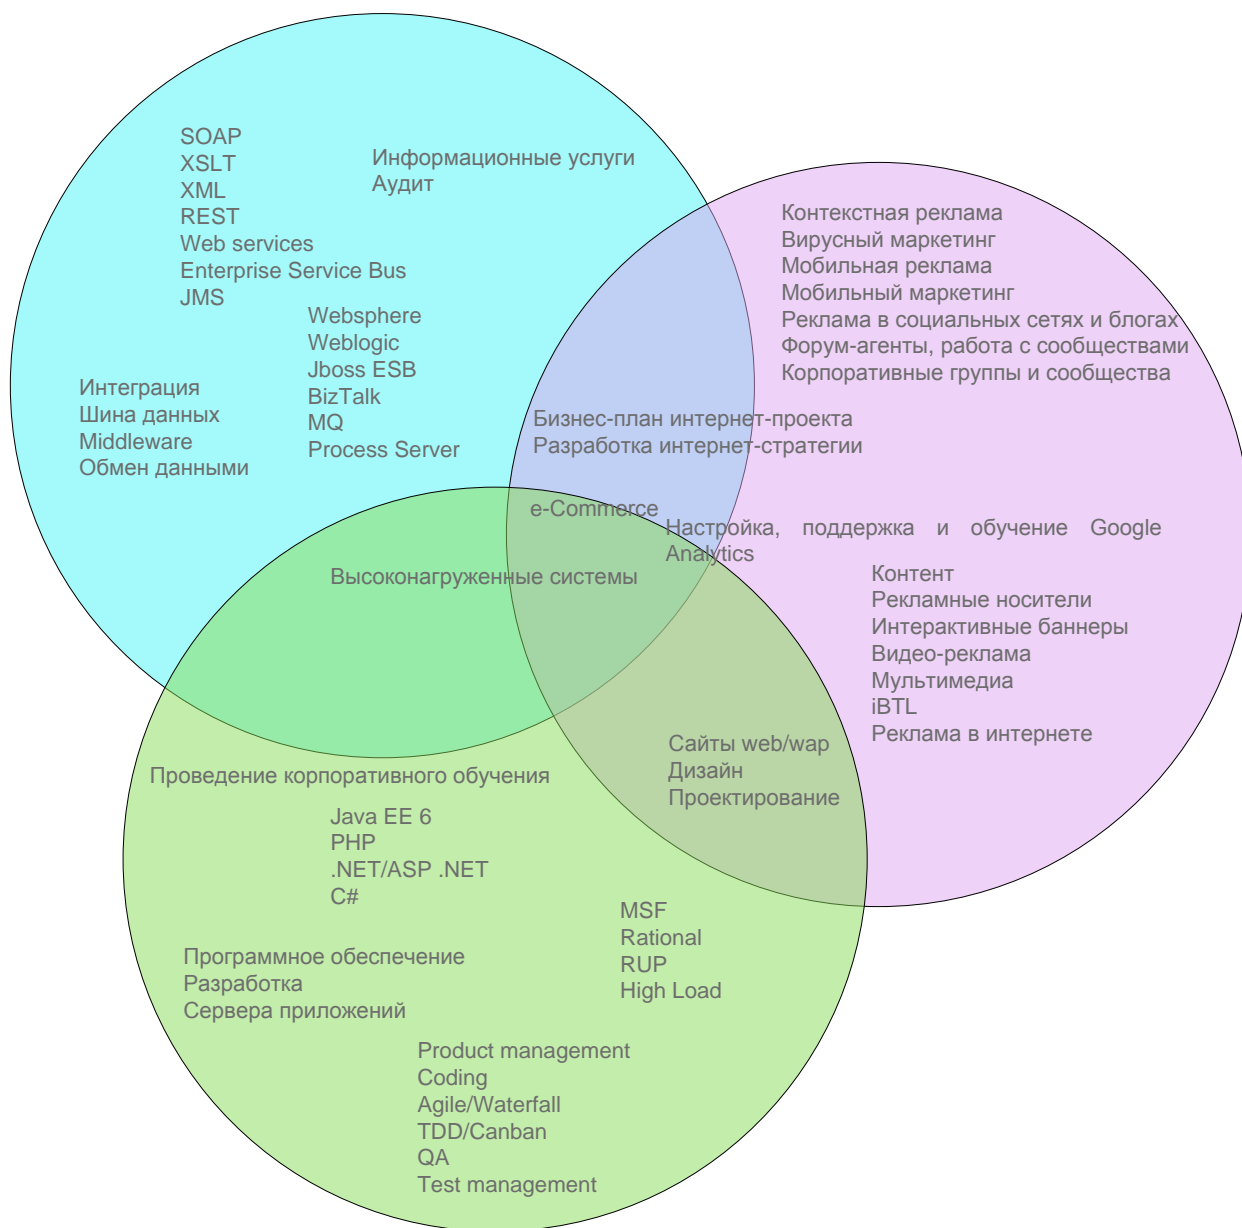 SOAP
XSLT
XML
REST
Web services
Enterprise Service Bus
JMS
Информационные услуги
Аудит
Websphere
Weblogic
Jboss ESB
BizTalk
MQ
Process Server
Интеграция
Шина данных
Middleware
Обмен данными
Контекстная реклама
Вирусный маркетинг
Мобильная реклама
Мобильный маркетинг
Реклама в социальных сетях и блогах
Форум-агенты, работа с сообществами
Корпоративные группы и сообщества
Бизнес-план интернет-проекта
Разработка интернет-стратегии
e-Commerce
Настройка, поддержка и обучение Google
Analytics
Высоконагруженные системы
Контент
Рекламные носители
Интерактивные баннеры
Видео-реклама
Мультимедиа
iBTL
Реклама в интернете
Сайты web/wap
Дизайн
Проектирование
Проведение корпоративного обучения
Java EE 6
PHP
.NET/ASP .NET
C#
MSF
Rational
RUP
High Load
Программное обеспечение
Разработка
Сервера приложений
Product management
Coding
Agile/Waterfall
TDD/Canban
QA
Test management